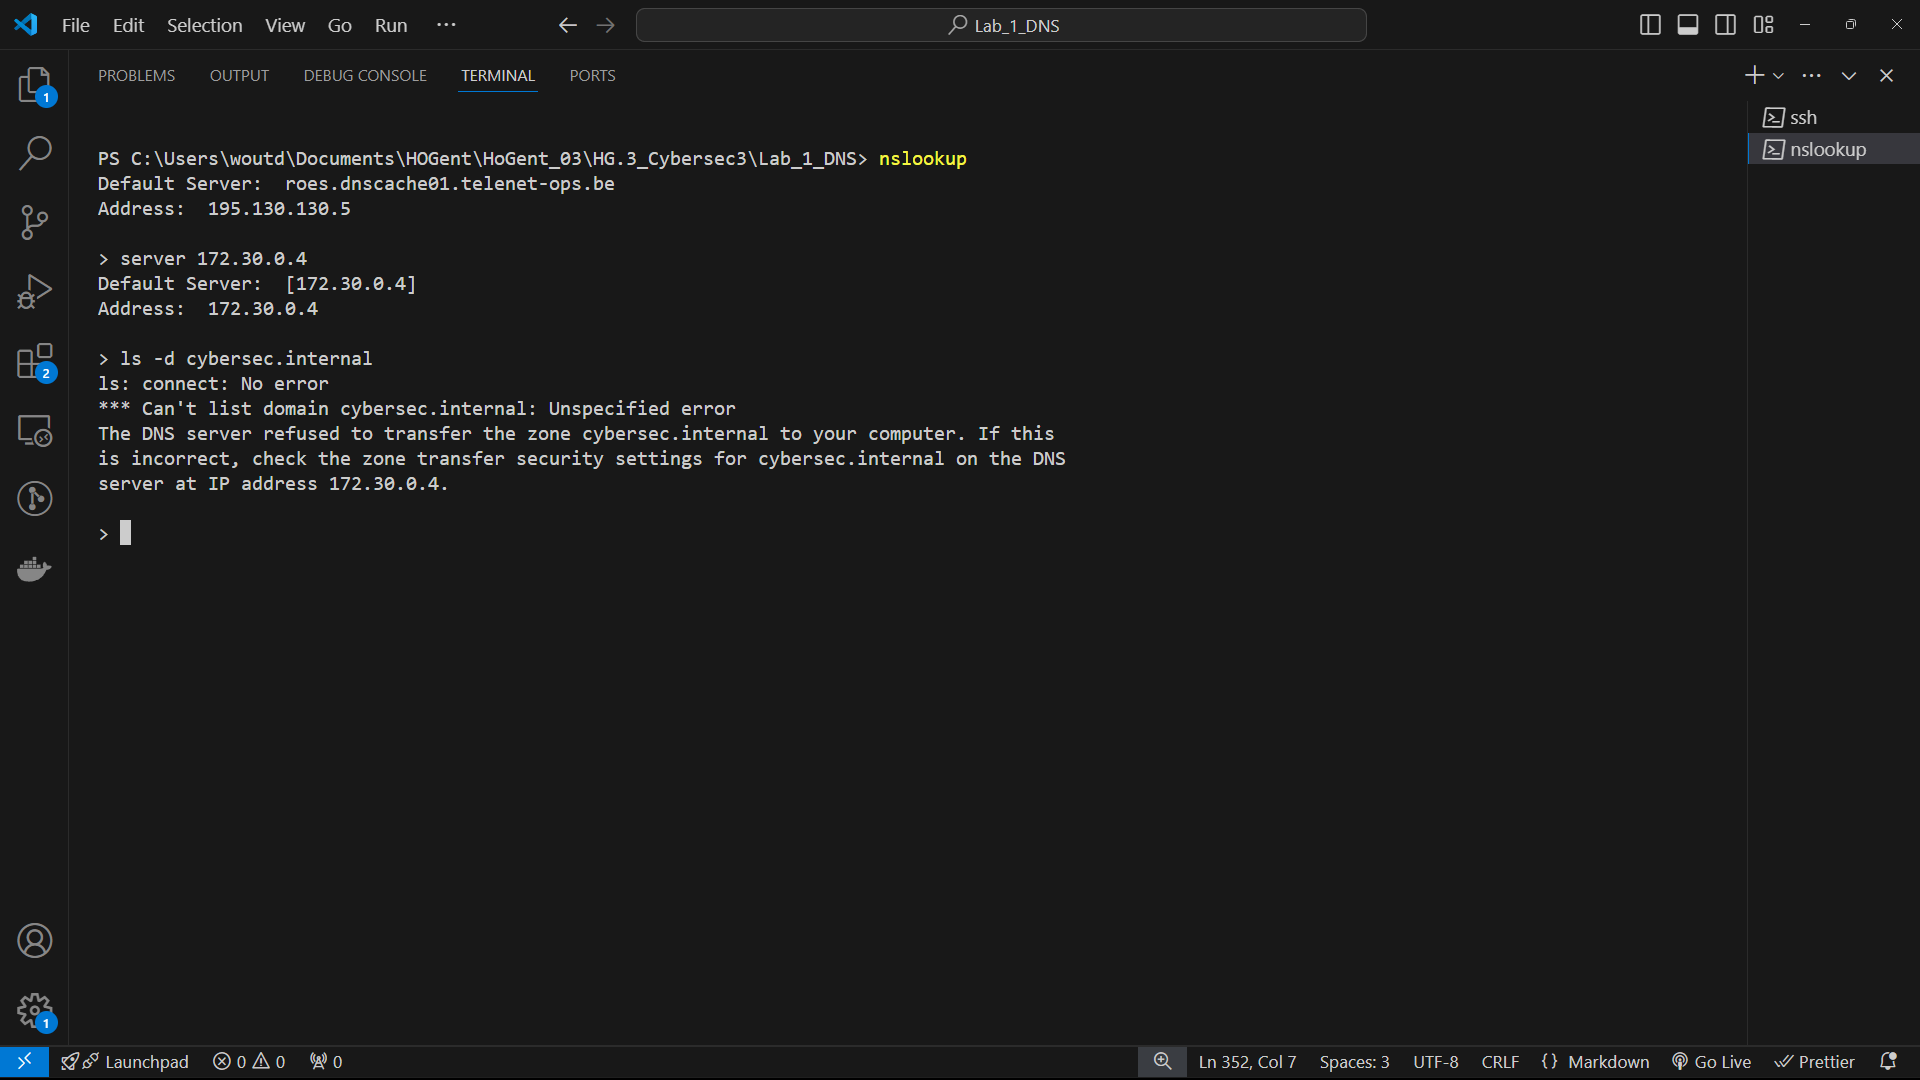 File Edit Selection View Go Run ···
Lab_1_DNS
PROBLEMS OUTPUT DEBUG CONSOLE TERMINAL PORTS
ssh
nslookup
1
2
1
PS C:\Users\woutd\Documents\HOGent\HoGent_03\HG.3_Cybersec3\Lab_1_DNS> nslookup
Default Server:  roes.dnscache01.telenet-ops.be
Address:  195.130.130.5
> server 172.30.0.4
Default Server:  [172.30.0.4]
Address:  172.30.0.4
> ls -d cybersec.internal
ls: connect: No error
*** Can't list domain cybersec.internal: Unspecified error
The DNS server refused to transfer the zone cybersec.internal to your computer. If this
is incorrect, check the zone transfer security settings for cybersec.internal on the DNS
server at IP address 172.30.0.4.
>
Launchpad 0 0 0 Ln 352, Col 7 Spaces: 3 UTF-8 CRLF {} Markdown Go Live Prettier